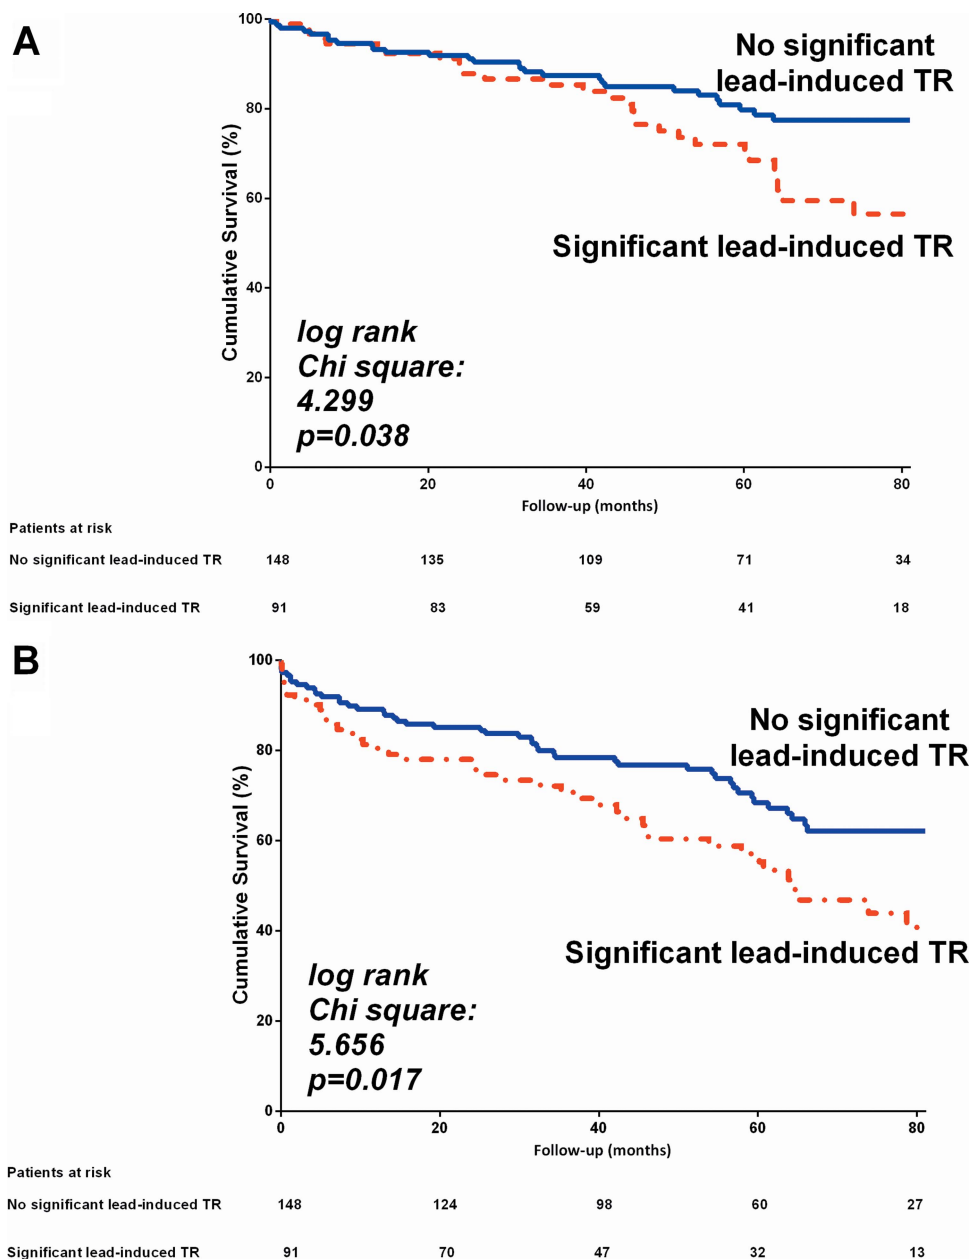 A
100
80
60
40
20
0
Cumulative Survival (%)
No significant
lead-induced TR
Significant lead-induced TR
log rank
Chi square:
4.299
p=0.038
0 20 40 60 80
Follow-up (months)
Patients at risk
No significant lead-induced TR 148 135 109 71 34
Significant lead-induced TR 91 83 59 41 18
B
100
80
60
40
20
0
Cumulative Survival (%)
No significant
lead-induced TR
Significant lead-induced TR
log rank
Chi square:
5.656
p=0.017
0 20 40 60 80
Follow-up (months)
Patients at risk
No significant lead-induced TR 148 124 98 60 27
Significant lead-induced TR 91 70 47 32 13